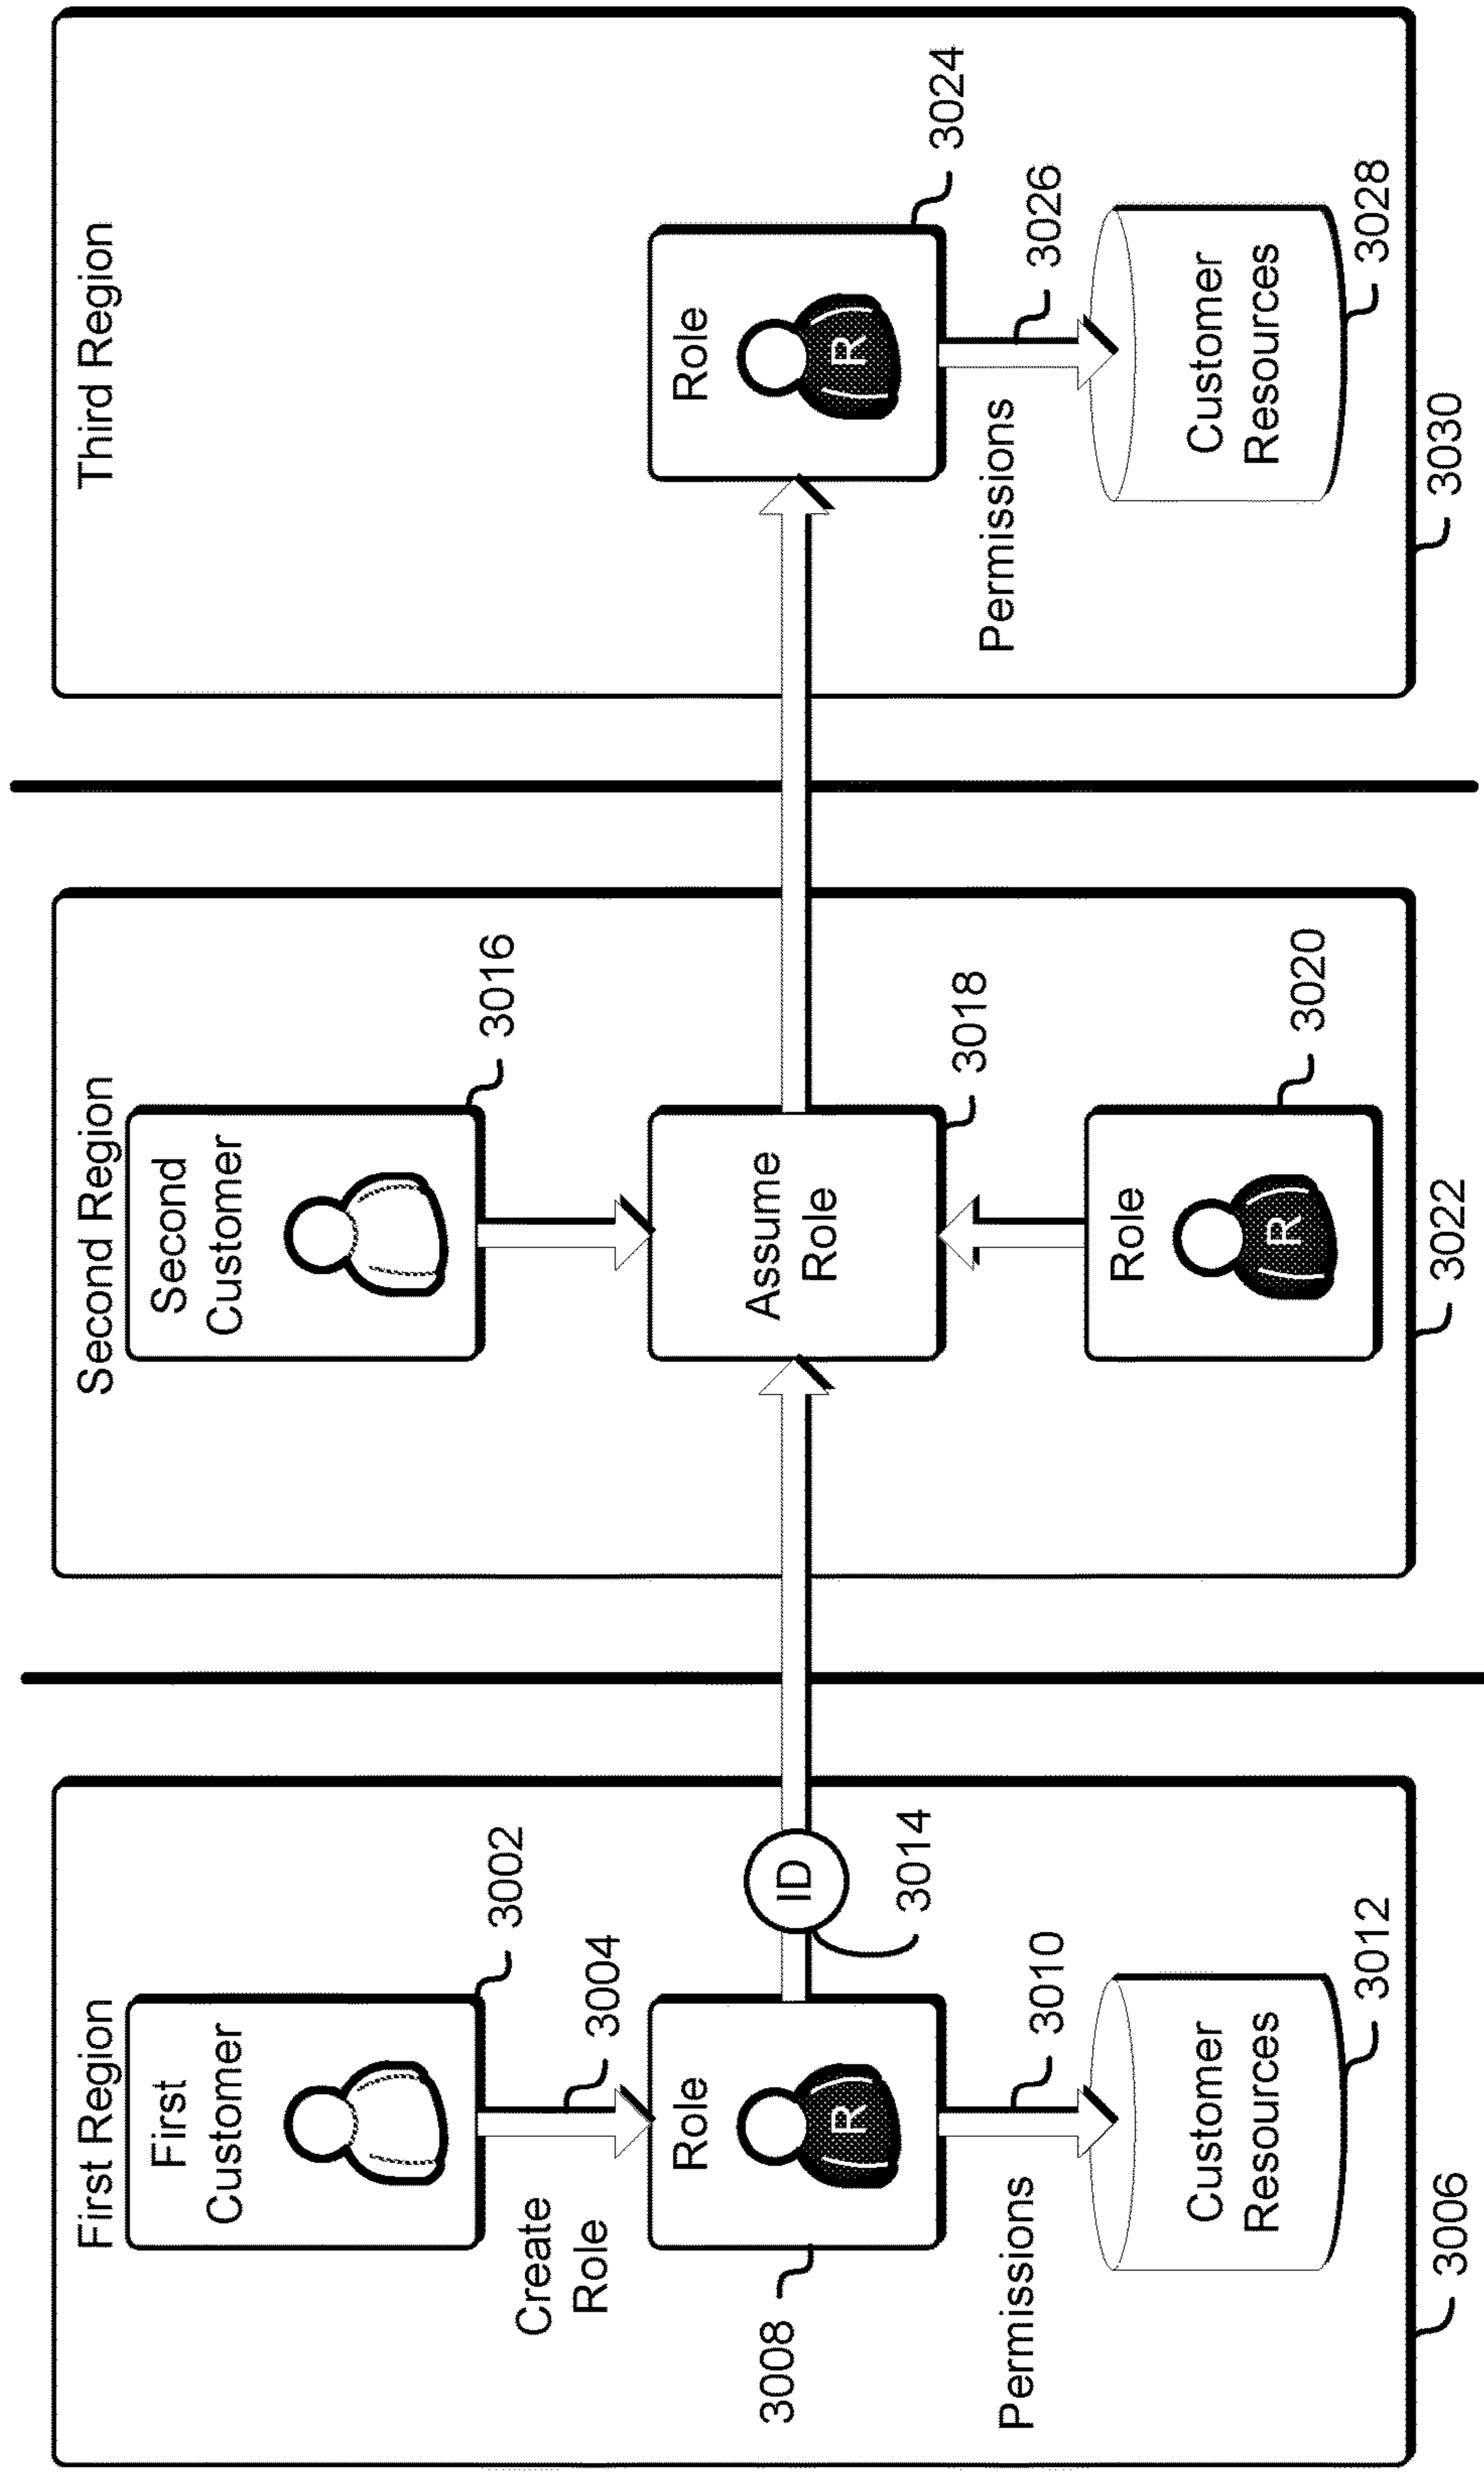 First Region
First
Customer
3002
Create
Role
3004
Role
R
3008
ID
3014
Permissions
3010
Customer
Resources
3012
3006
Second Region
Second
Customer
3016
Assume
Role
3018
Role
R
3020
3022
Third Region
Role
R
3024
Permissions
3026
Customer
Resources
3028
3030